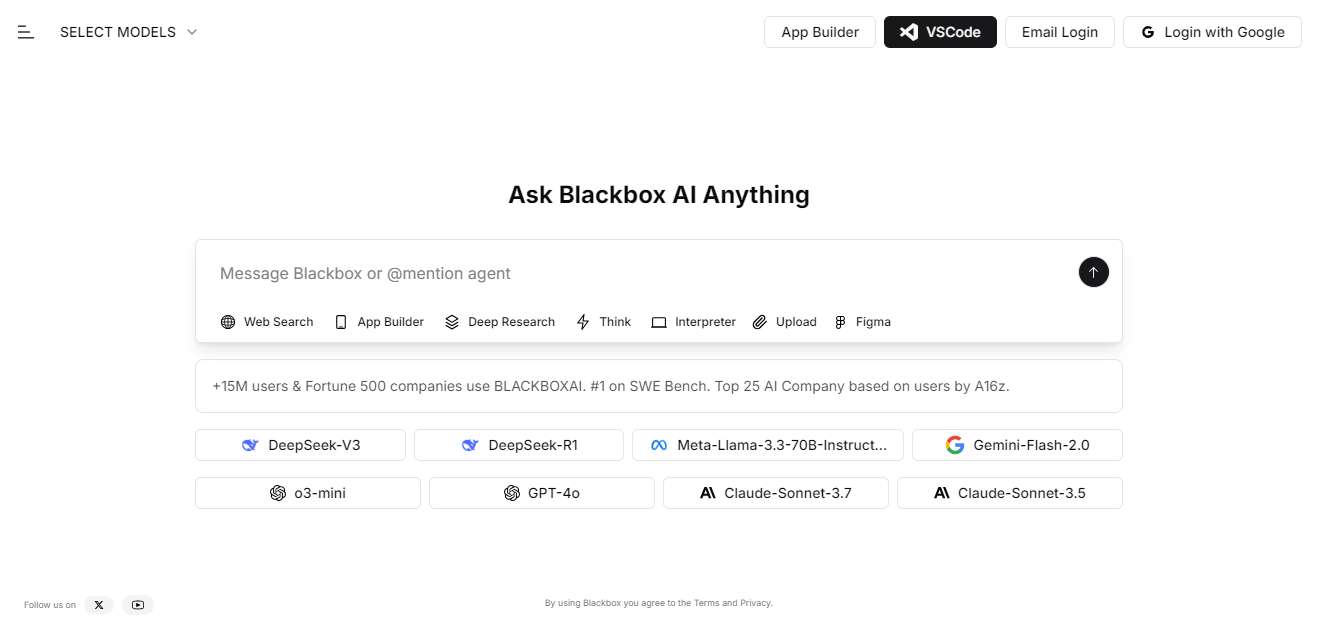 SELECT MODELS
App Builder
VSCode
Email Login
Login with Google
Ask Blackbox AI Anything
Message Blackbox or @mention agent
Web Search
App Builder
Deep Research
Think
Interpreter
Upload
Figma
+15M users & Fortune 500 companies use BLACKBOXAI. #1 on SWE Bench. Top 25 AI Company based on users by A16z.
DeepSeek-V3
DeepSeek-R1
Meta-Llama-3.3-70B-Instruct...
Gemini-Flash-2.0
o3-mini
GPT-4o
Claude-Sonnet-3.7
Claude-Sonnet-3.5
Follow us on
By using Blackbox you agree to the Terms and Privacy.